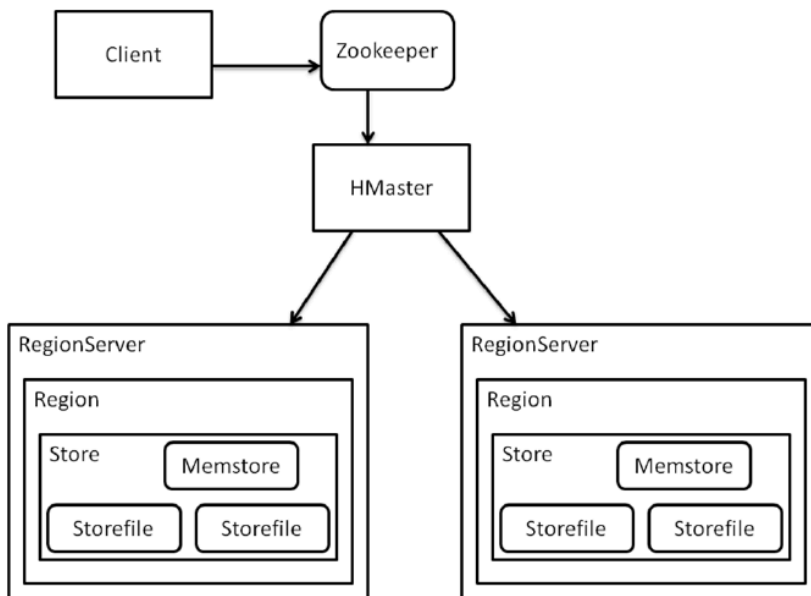 Client
Zookeeper
HMaster
RegionServer
Region
Store
Memstore
Storefile
Storefile
RegionServer
Region
Store
Memstore
Storefile
Storefile